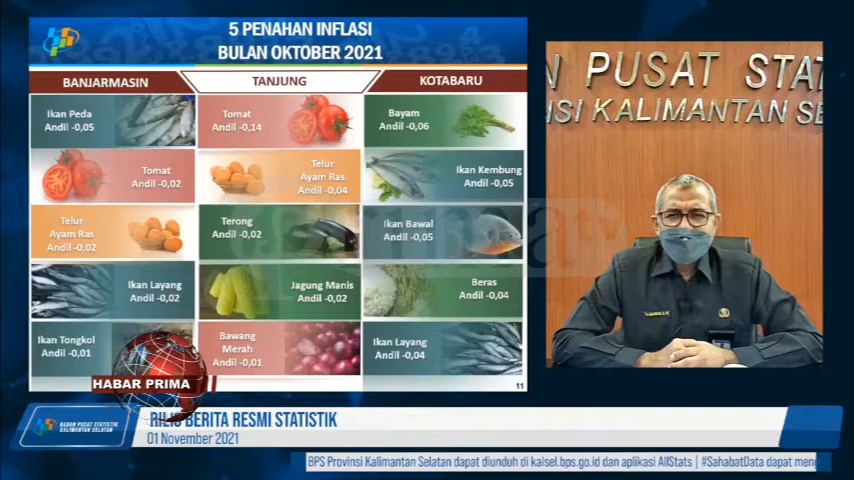 5 PENAHAN INFLASI
BULAN OKTOBER 2021
BANJARMASIN
TANJUNG
KOTABARU
Ikan Peda
Andil -0,05
Tomat
Andil -0,14
Bayam
Andil -0,06
Tomat
Andil -0,02
Telur
Ayam Ras
Andil -0,04
Ikan Kembung
Andil -0,05
Telur
Ayam Ras
Andil -0,02
Terong
Andil -0,02
Ikan Bawal
Andil -0,05
Ikan Layang
Andil -0,02
Jagung Manis
Andil -0,02
Beras
Andil -0,04
Ikan Tongkol
Andil -0,01
Bawang
Merah
Andil -0,01
Ikan Layang
Andil -0,04
11
PUSAT STAT
SI KALIMANTAN SE
HABAR PRIMA
BADAN PUSAT STATISTIK
KALIMANTAN SELATAN
RILIS BERITA RESMI STATISTIK
01 November 2021
BPS Provinsi Kalimantan Selatan dapat diunduh di kalsel.bps.go.id dan aplikasi AllStats | #SahabatData dapat meng